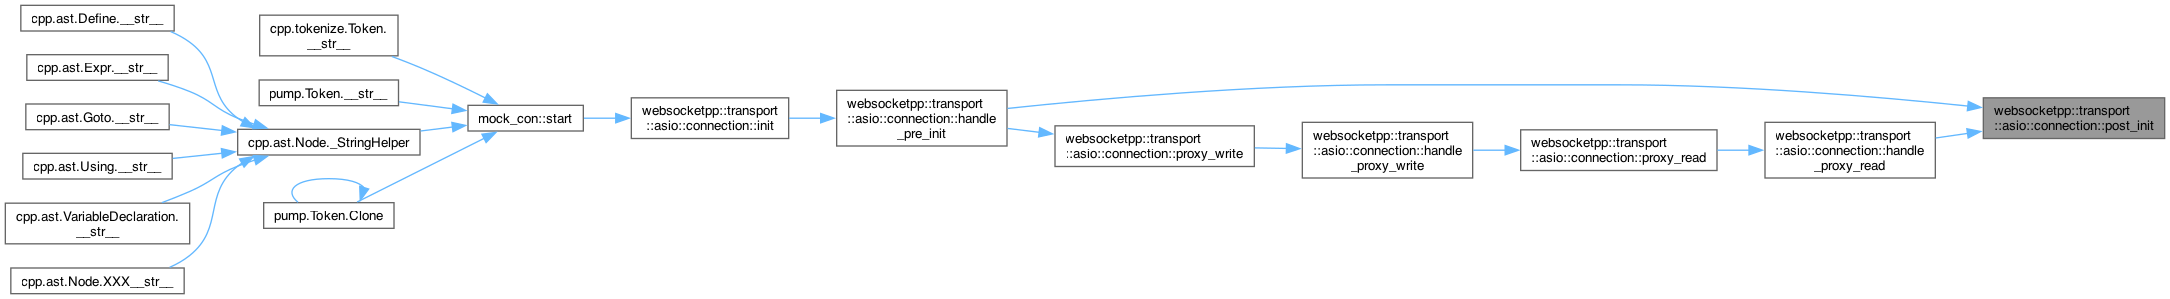 cpp.ast.Define.__str__
cpp.ast.Expr.__str__
cpp.ast.Goto.__str__
cpp.ast.Using.__str__
cpp.ast.VariableDeclaration.
__str__
cpp.ast.Node.XXX__str__
cpp.tokenize.Token.
__str__
pump.Token.__str__
cpp.ast.Node._StringHelper
pump.Token.Clone
mock_con::start
websocketpp::transport
::asio::connection::init
websocketpp::transport
::asio::connection::handle
_pre_init
websocketpp::transport
::asio::connection::proxy_write
websocketpp::transport
::asio::connection::handle
_proxy_write
websocketpp::transport
::asio::connection::proxy_read
websocketpp::transport
::asio::connection::handle
_proxy_read
websocketpp::transport
::asio::connection::post_init